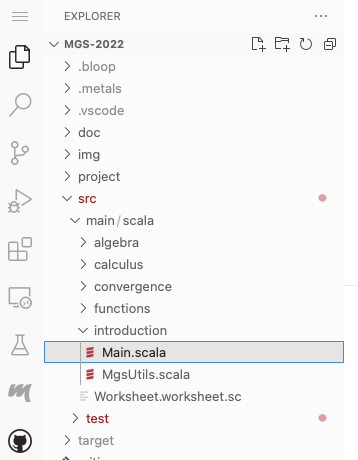 EXPLORER
MGS-2022
.bloop
.metals
.vscode
doc
img
project
src
main/scala
algebra
calculus
convergence
functions
introduction
Main.scala
MgsUtils.scala
Worksheet.worksheet.sc
test
target